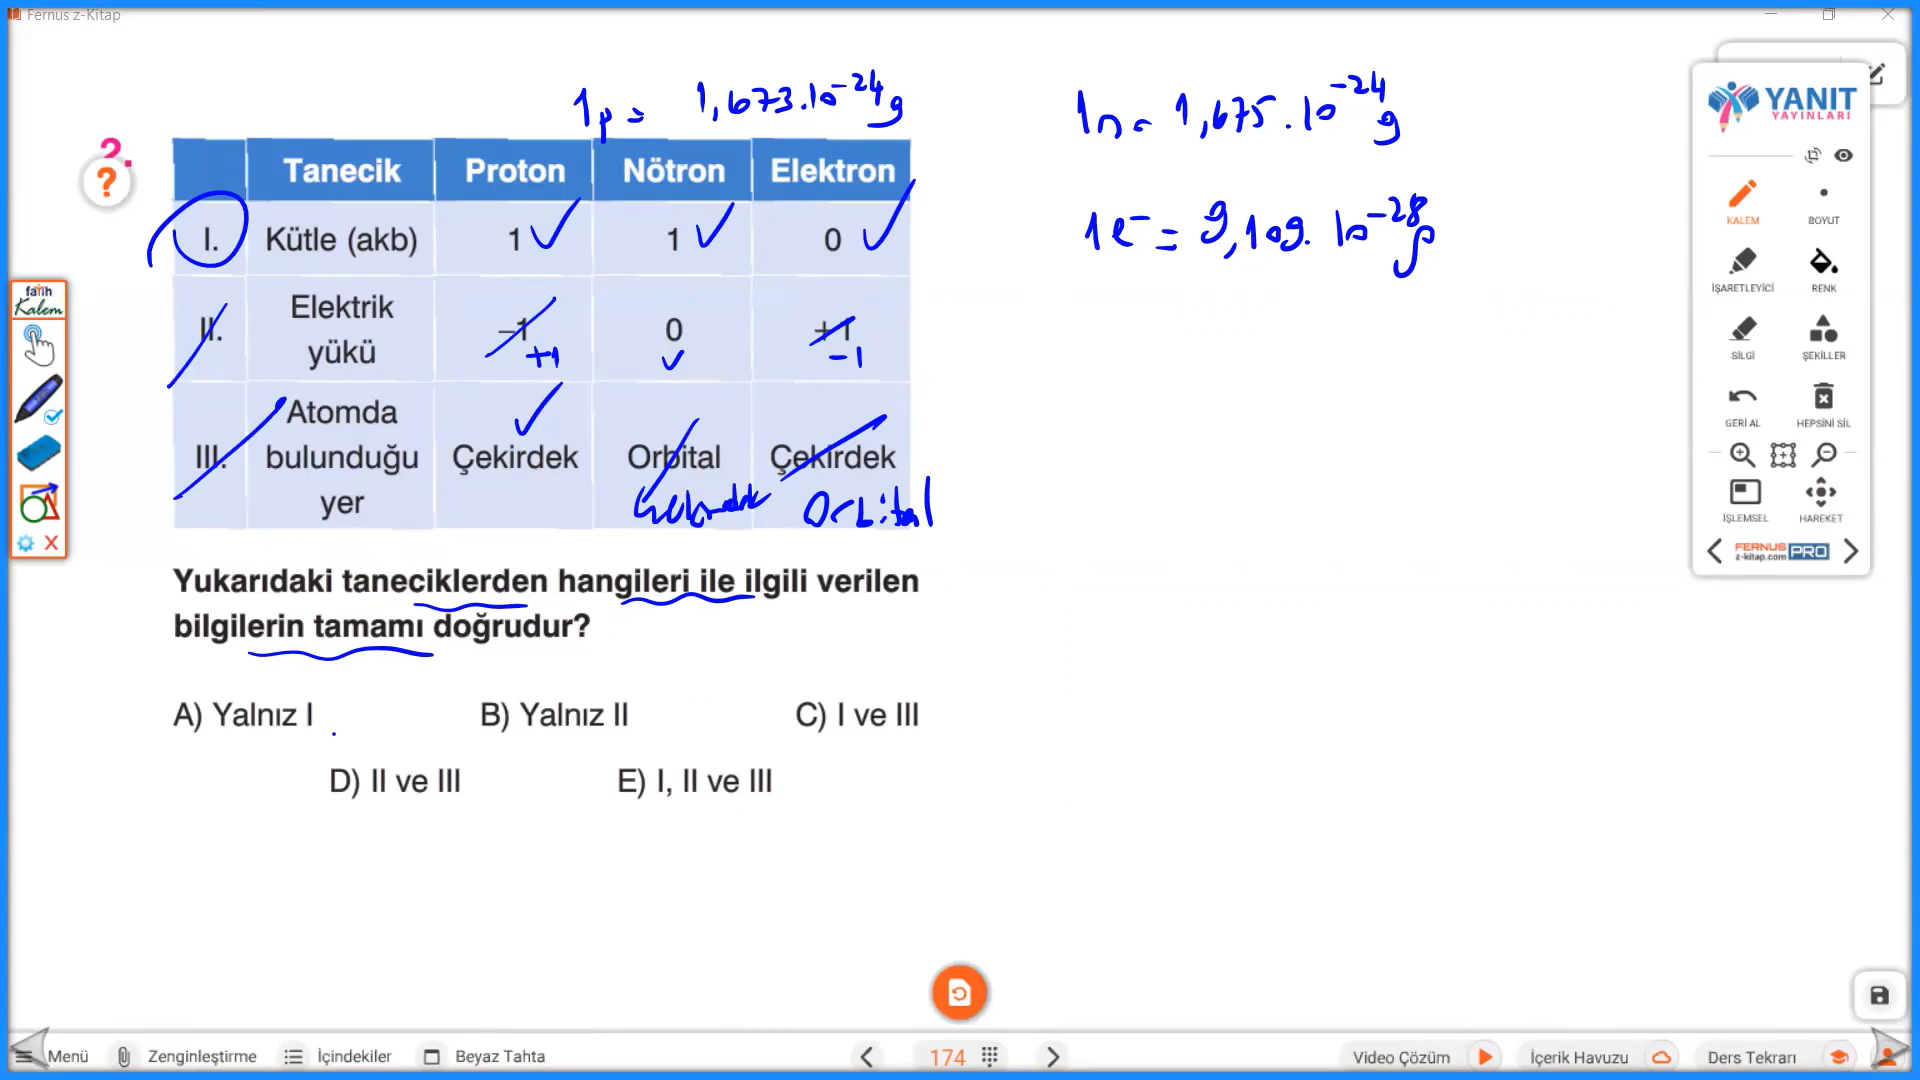 Fernus z-Kitap
1p = 1,673.10⁻²⁴g
1n = 1,675.10⁻²⁴g
1e⁻ = 9,109.10⁻²⁸g
2.
?
Tanecik Proton Nötron Elektron
I. Kütle (akb) 1 1 0
II. Elektrik yükü –1 0 +1
+1 -1
III. Atomda bulunduğu yer Çekirdek Orbital Çekirdek
Çekirdek Orbital
Yukarıdaki taneciklerden hangileri ile ilgili verilen
bilgilerin tamamı doğrudur?
A) Yalnız I B) Yalnız II C) I ve III
D) II ve III E) I, II ve III
fatih
Kalem
YANIT
YAYINLARI
KALEM BOYUT
İŞARETLEYİCİ RENK
SİLGİ ŞEKİLLER
GERİ AL HEPSİNİ SİL
İŞLEMSEL HAREKET
FERNUS PRO
z-kitap.com
Menü Zenginleştirme İçindekiler Beyaz Tahta 174 Video Çözüm İçerik Havuzu Ders Tekrarı